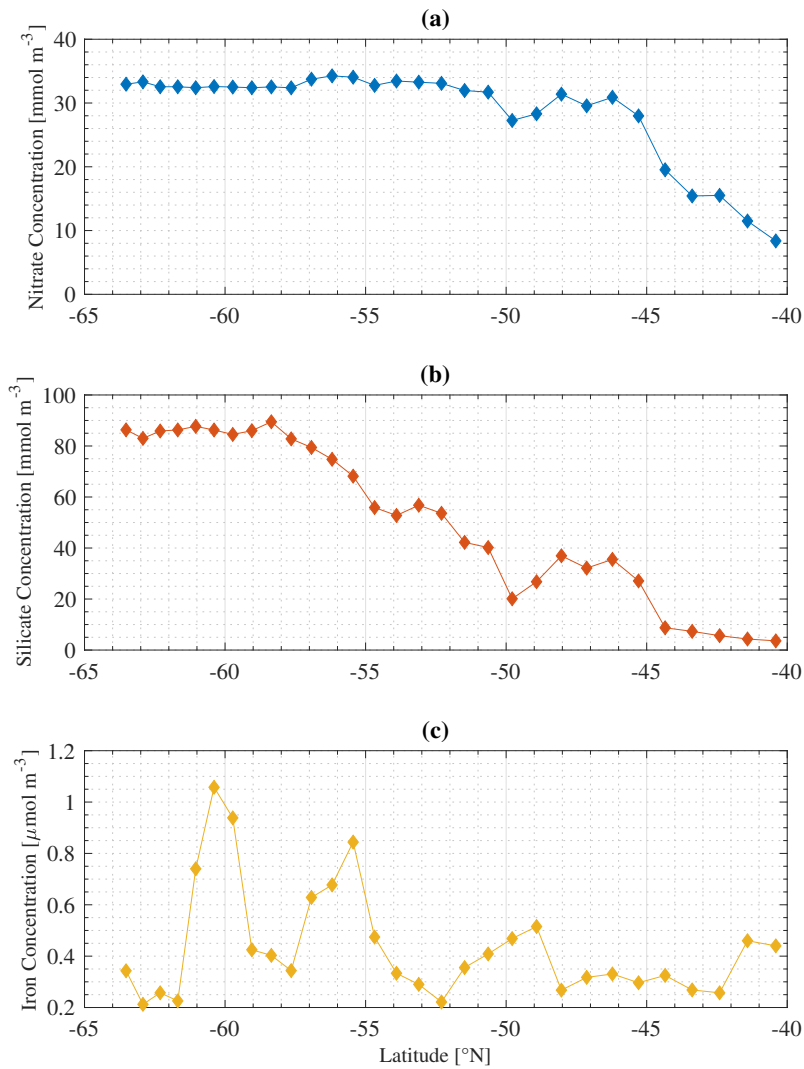 (a)
Nitrate Concentration [mmol m-3]
40
30
20
10
0
-65 -60 -55 -50 -45 -40
(b)
Silicate Concentration [mmol m-3]
100
80
60
40
20
0
-65 -60 -55 -50 -45 -40
(c)
Iron Concentration [μmol m-3]
1.2
1
0.8
0.6
0.4
0.2
-65 -60 -55 -50 -45 -40
Latitude [°N]